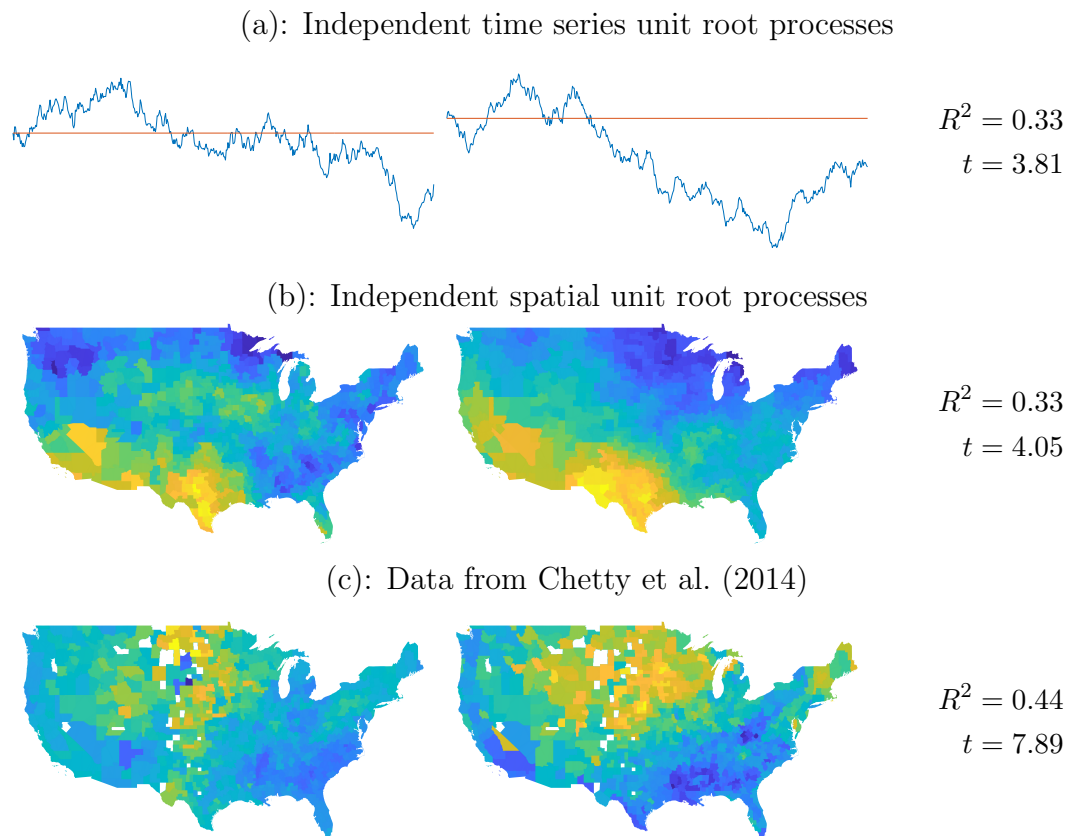 (a): Independent time series unit root processes
R² = 0.33
t = 3.81
(b): Independent spatial unit root processes
R² = 0.33
t = 4.05
(c): Data from Chetty et al. (2014)
R² = 0.44
t = 7.89